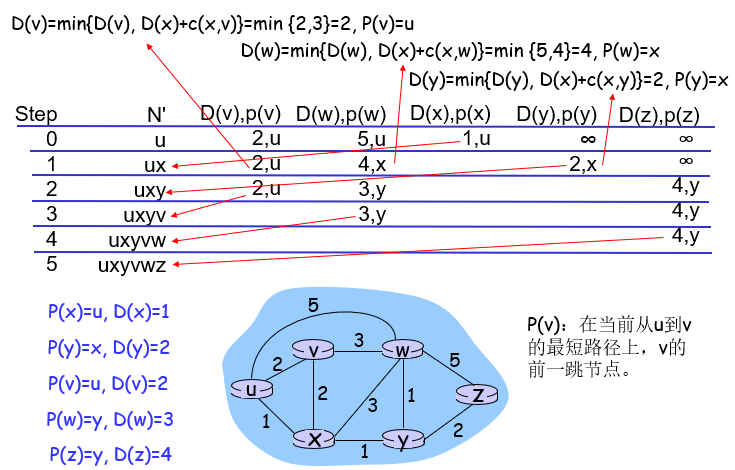 D(v)=min{D(v), D(x)+c(x,v)}=min {2,3}=2, P(v)=u
D(w)=min{D(w), D(x)+c(x,w)}=min {5,4}=4, P(w)=x
D(y)=min{D(y), D(x)+c(x,y)}=2, P(y)=x
Step N' D(v),p(v) D(w),p(w) D(x),p(x) D(y),p(y) D(z),p(z)
0 u 2,u 5,u 1,u ∞ ∞
1 ux 2,u 4,x 2,x ∞
2 uxy 2,u 3,y 4,y
3 uxyv 3,y 4,y
4 uxyvw 4,y
5 uxyvwz
P(x)=u, D(x)=1
P(y)=x, D(y)=2
P(v)=u, D(v)=2
P(w)=y, D(w)=3
P(z)=y, D(z)=4
5
v 3 w
2 5
u 2 3 1 z
1 2
x 1 y
P(v)：在当前从u到v
的最短路径上，v的
前一跳节点。